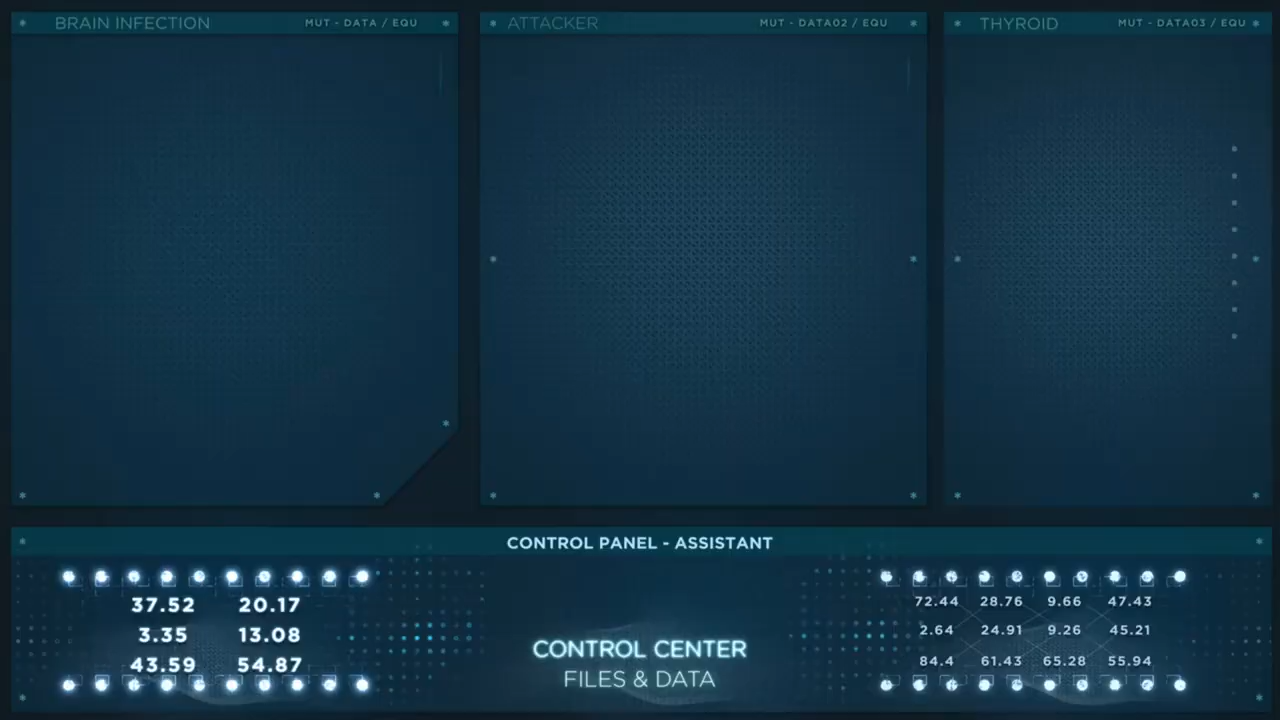 BRAIN INFECTION MUT - DATA / EQU
ATTACKER MUT - DATA02 / EQU
THYROID MUT - DATA03 / EQU
CONTROL PANEL - ASSISTANT
37.52 20.17
3.35 13.08
43.59 54.87
CONTROL CENTER
FILES & DATA
72.44 28.76 9.66 47.43
2.64 24.91 9.26 45.21
84.4 61.43 65.28 55.94